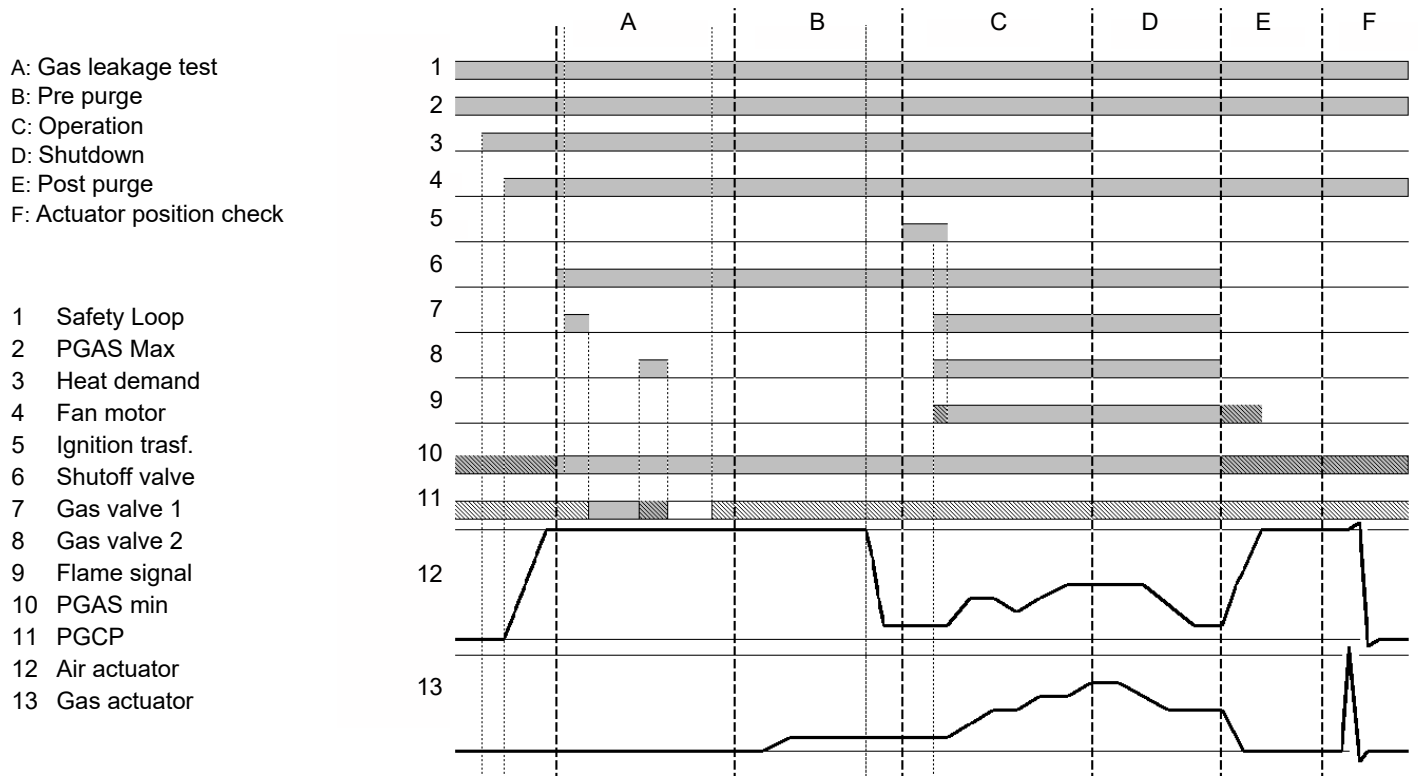 A B C D E F
A: Gas leakage test
B: Pre purge
C: Operation
D: Shutdown
E: Post purge
F: Actuator position check
1 Safety Loop
2 PGAS Max
3 Heat demand
4 Fan motor
5 Ignition trasf.
6 Shutoff valve
7 Gas valve 1
8 Gas valve 2
9 Flame signal
10 PGAS min
11 PGCP
12 Air actuator
13 Gas actuator
1
2
3
4
5
6
7
8
9
10
11
12
13